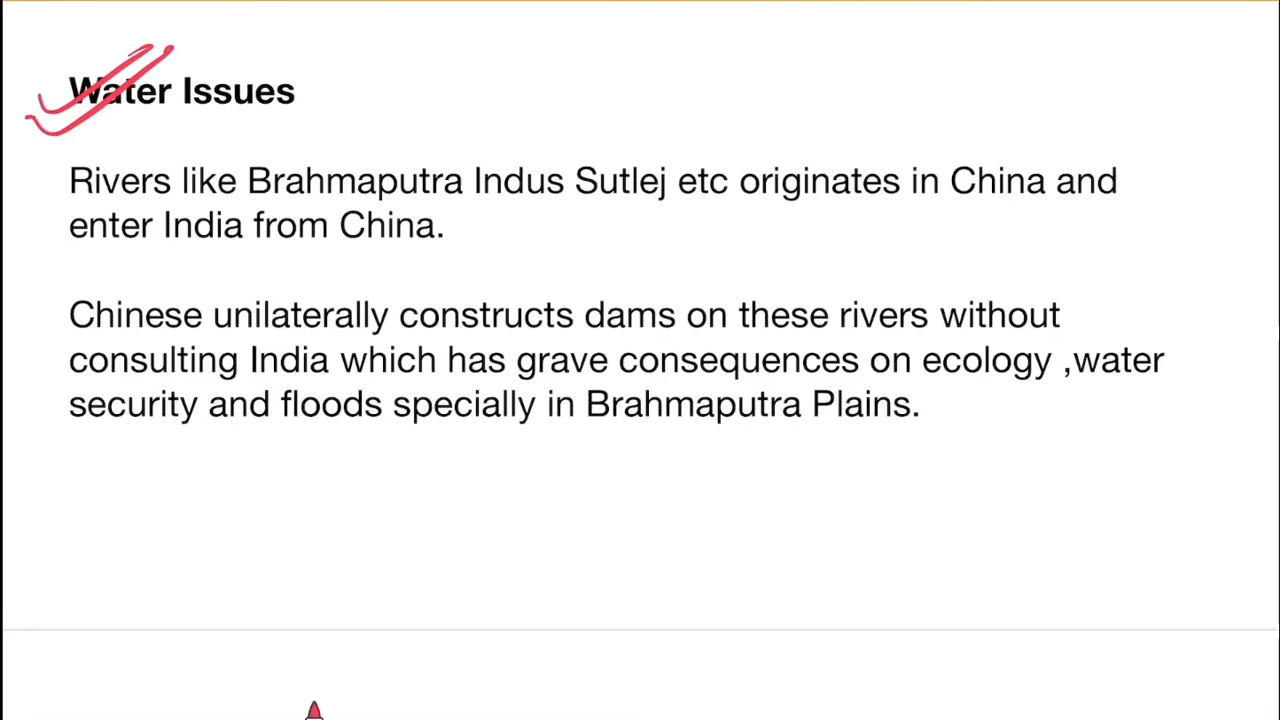 Water Issues
Rivers like Brahmaputra Indus Sutlej etc originates in China and
enter India from China.
Chinese unilaterally constructs dams on these rivers without
consulting India which has grave consequences on ecology ,water
security and floods specially in Brahmaputra Plains.